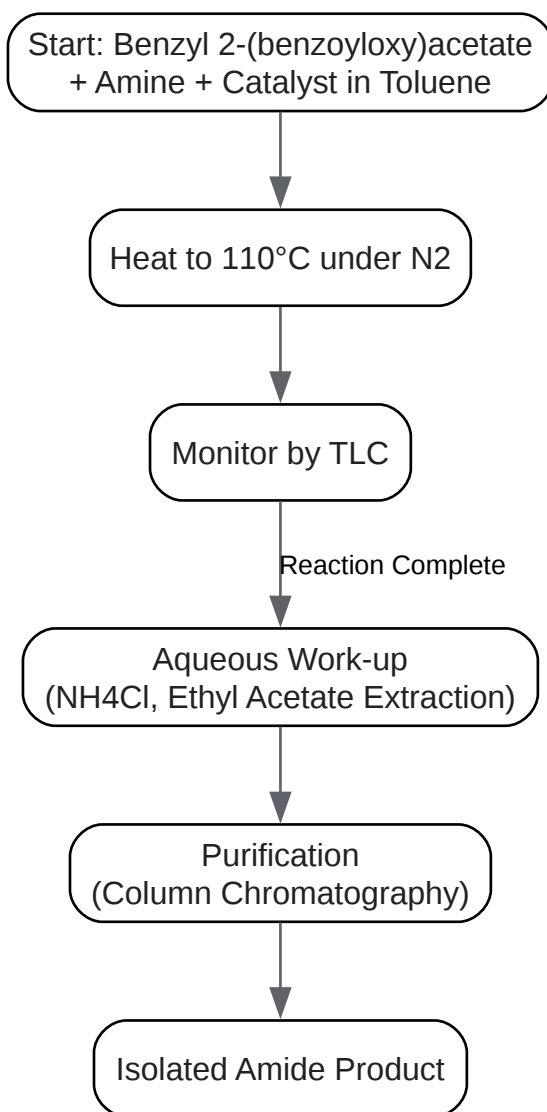 Start: Benzyl 2-(benzoyloxy)acetate
+ Amine + Catalyst in Toluene
Heat to 110°C under N2
Monitor by TLC
Reaction Complete
Aqueous Work-up
(NH4Cl, Ethyl Acetate Extraction)
Purification
(Column Chromatography)
Isolated Amide Product